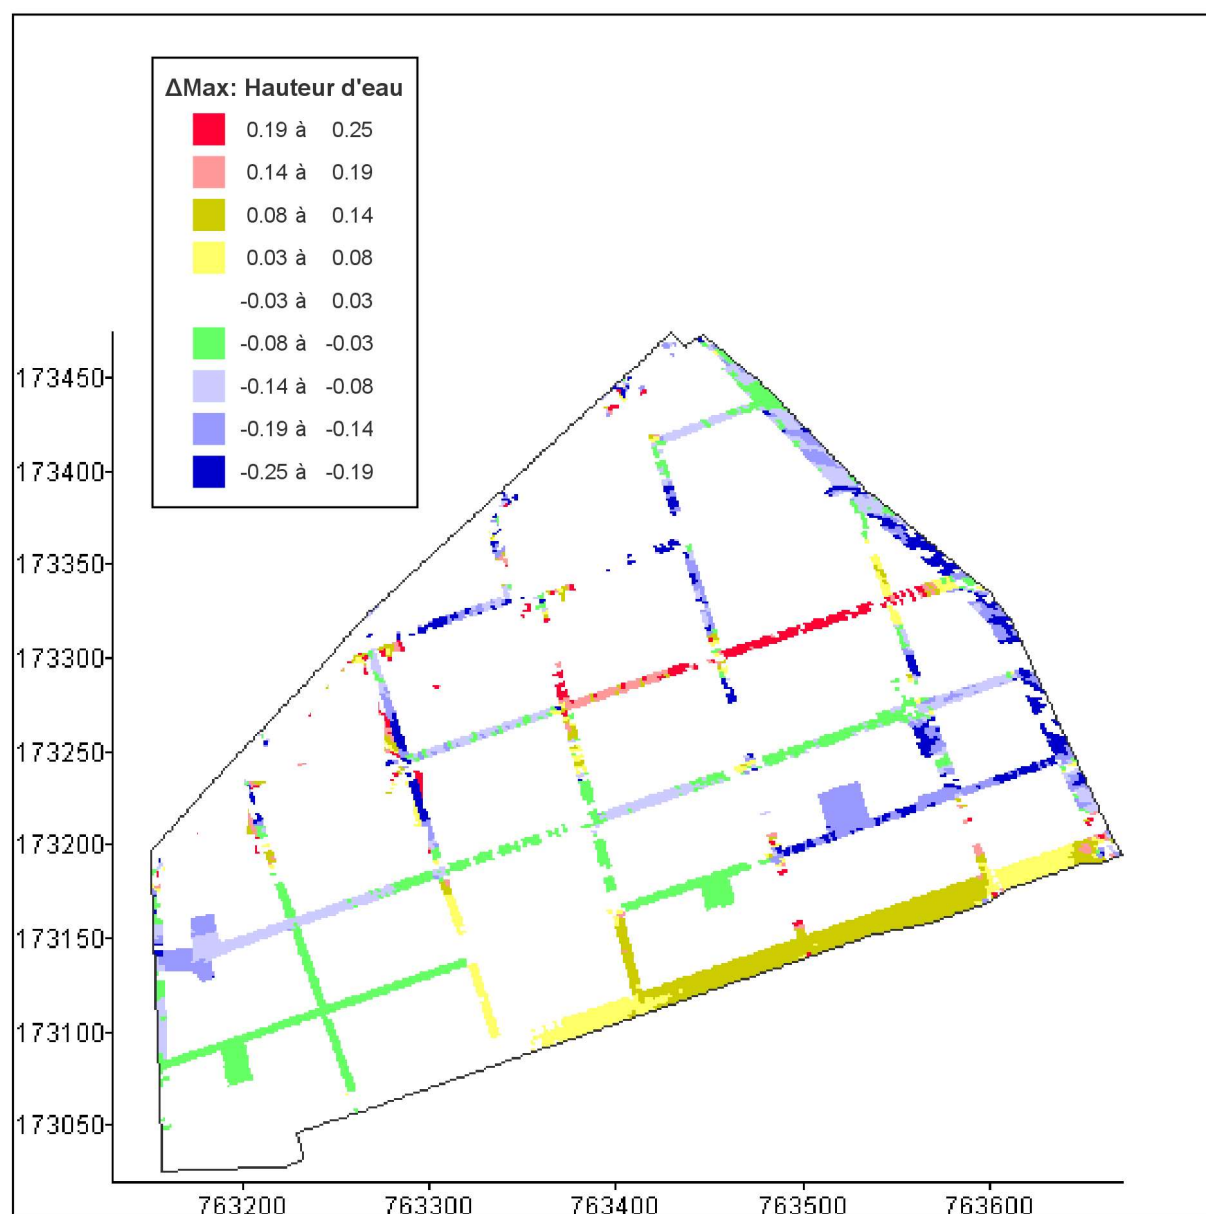 ΔMax: Hauteur d'eau
0.19 à 0.25
0.14 à 0.19
0.08 à 0.14
0.03 à 0.08
-0.03 à 0.03
-0.08 à -0.03
-0.14 à -0.08
-0.19 à -0.14
-0.25 à -0.19
173450
173400
173350
173300
173250
173200
173150
173100
173050
763200 763300 763400 763500 763600